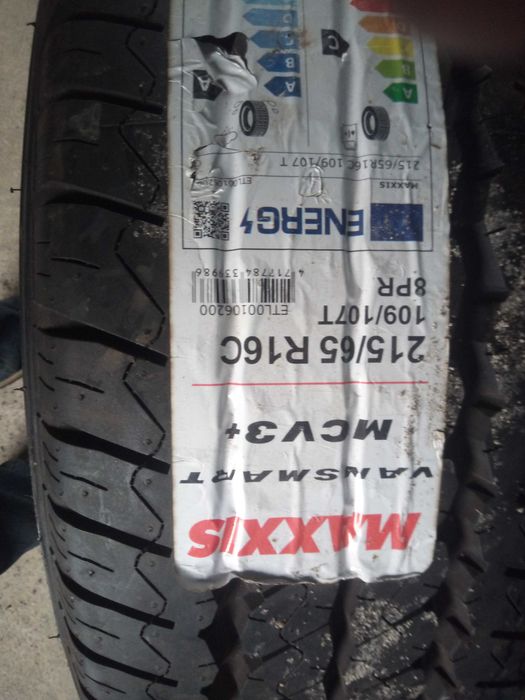 MAXXIS
VANSMART
MCV3+
215/65 R16C
109/107T
8PR
ETL00106200
4 717784 339986
ENERG
MAXXIS
215/65R16C 109/107 T
A
B
C
A
B
A